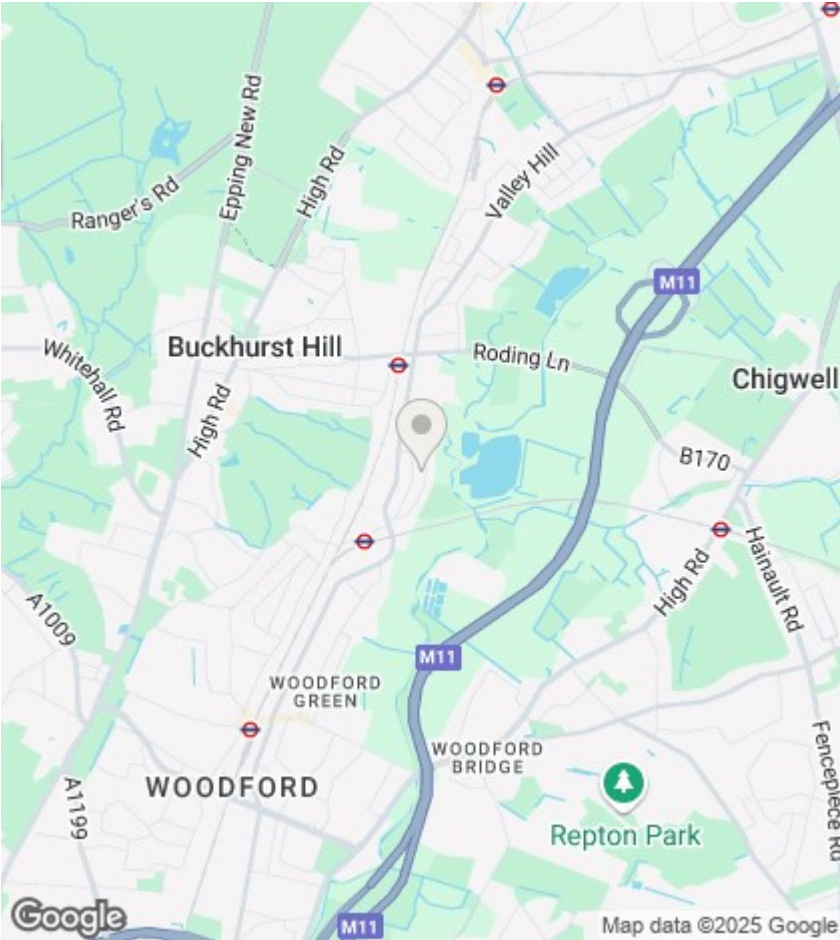 Epping New Rd
High Rd
Ranger's Rd
Valley Hill
M11
Buckhurst Hill
Roding Ln
Whitehall Rd
Chigwell
High Rd
B170
High Rd
Hainault Rd
A1009
M11
WOODFORD
GREEN
WOODFORD
BRIDGE
WOODFORD
A1199
Fencepiece Rd
Repton Park
Google
M11
Map data ©2025 Google